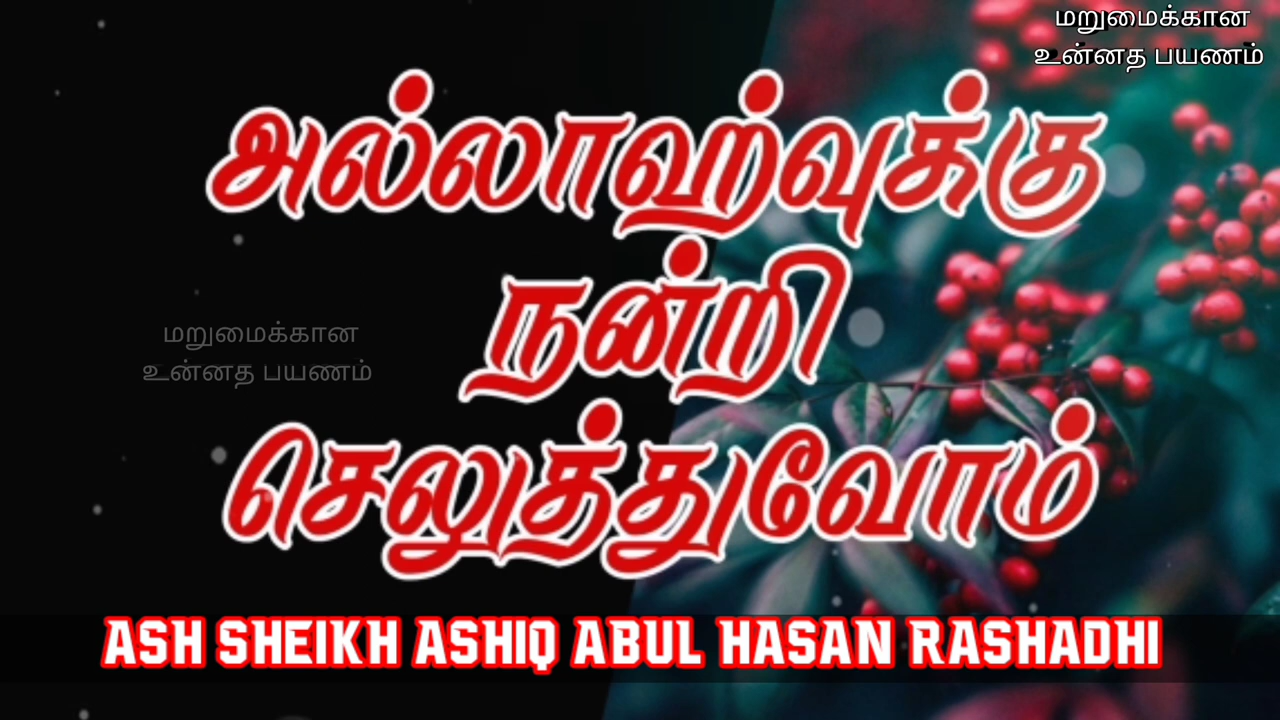 மறுமைக்கான
உன்னத பயணம்
அல்லாஹ்வுக்கு
நன்றி
மறுமைக்கான
உன்னத பயணம்
செலுத்துவோம்
ASH SHEIKH ASHIQ ABUL HASAN RASHADHI